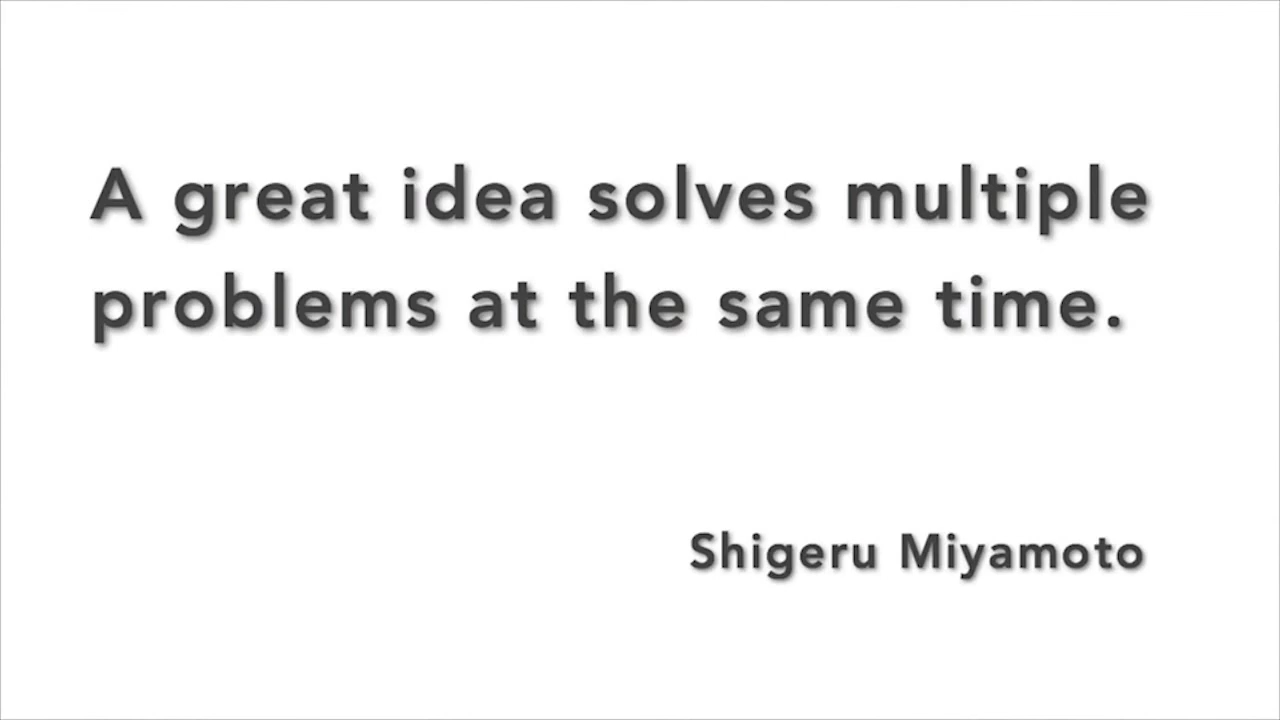 A great idea solves multiple
problems at the same time.
Shigeru Miyamoto